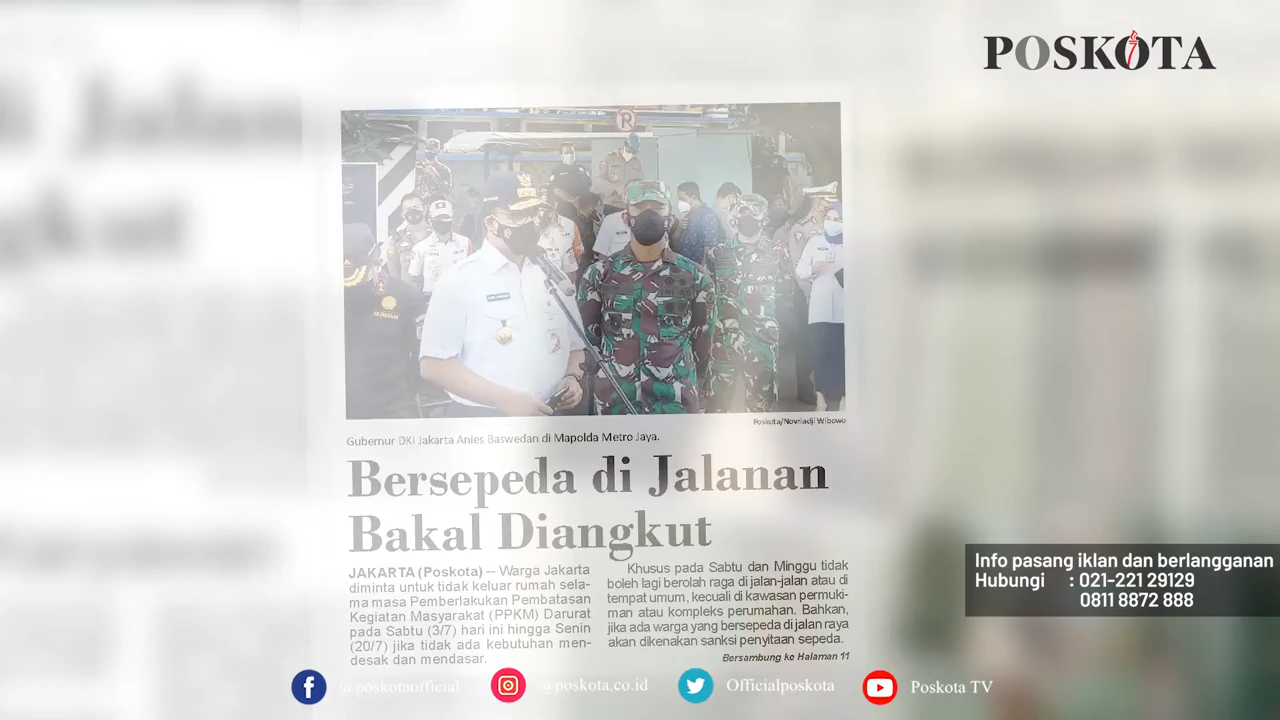 POSKOTA
Poskota/Novriadji Wibowo
Gubernur DKI Jakarta Anies Baswedan di Mapolda Metro Jaya.
Bersepeda di Jalanan
Bakal Diangkut
JAKARTA (Poskota) -- Warga Jakarta
diminta untuk tidak keluar rumah sela-
ma masa Pemberlakukan Pembatasan
Kegiatan Masyarakat (PPKM) Darurat
pada Sabtu (3/7) hari ini hingga Senin
(20/7) jika tidak ada kebutuhan men-
desak dan mendasar.
Khusus pada Sabtu dan Minggu tidak
boleh lagi berolah raga di jalan-jalan atau di
tempat umum, kecuali di kawasan permuki-
man atau kompleks perumahan. Bahkan,
jika ada warga yang bersepeda di jalan raya
akan dikenakan sanksi penyitaan sepeda.
Bersambung ke Halaman 11
Info pasang iklan dan berlangganan
Hubungi : 021-221 29129
0811 8872 888
@poskotaofficial
@poskota.co.id
Officialposkota
Poskota TV